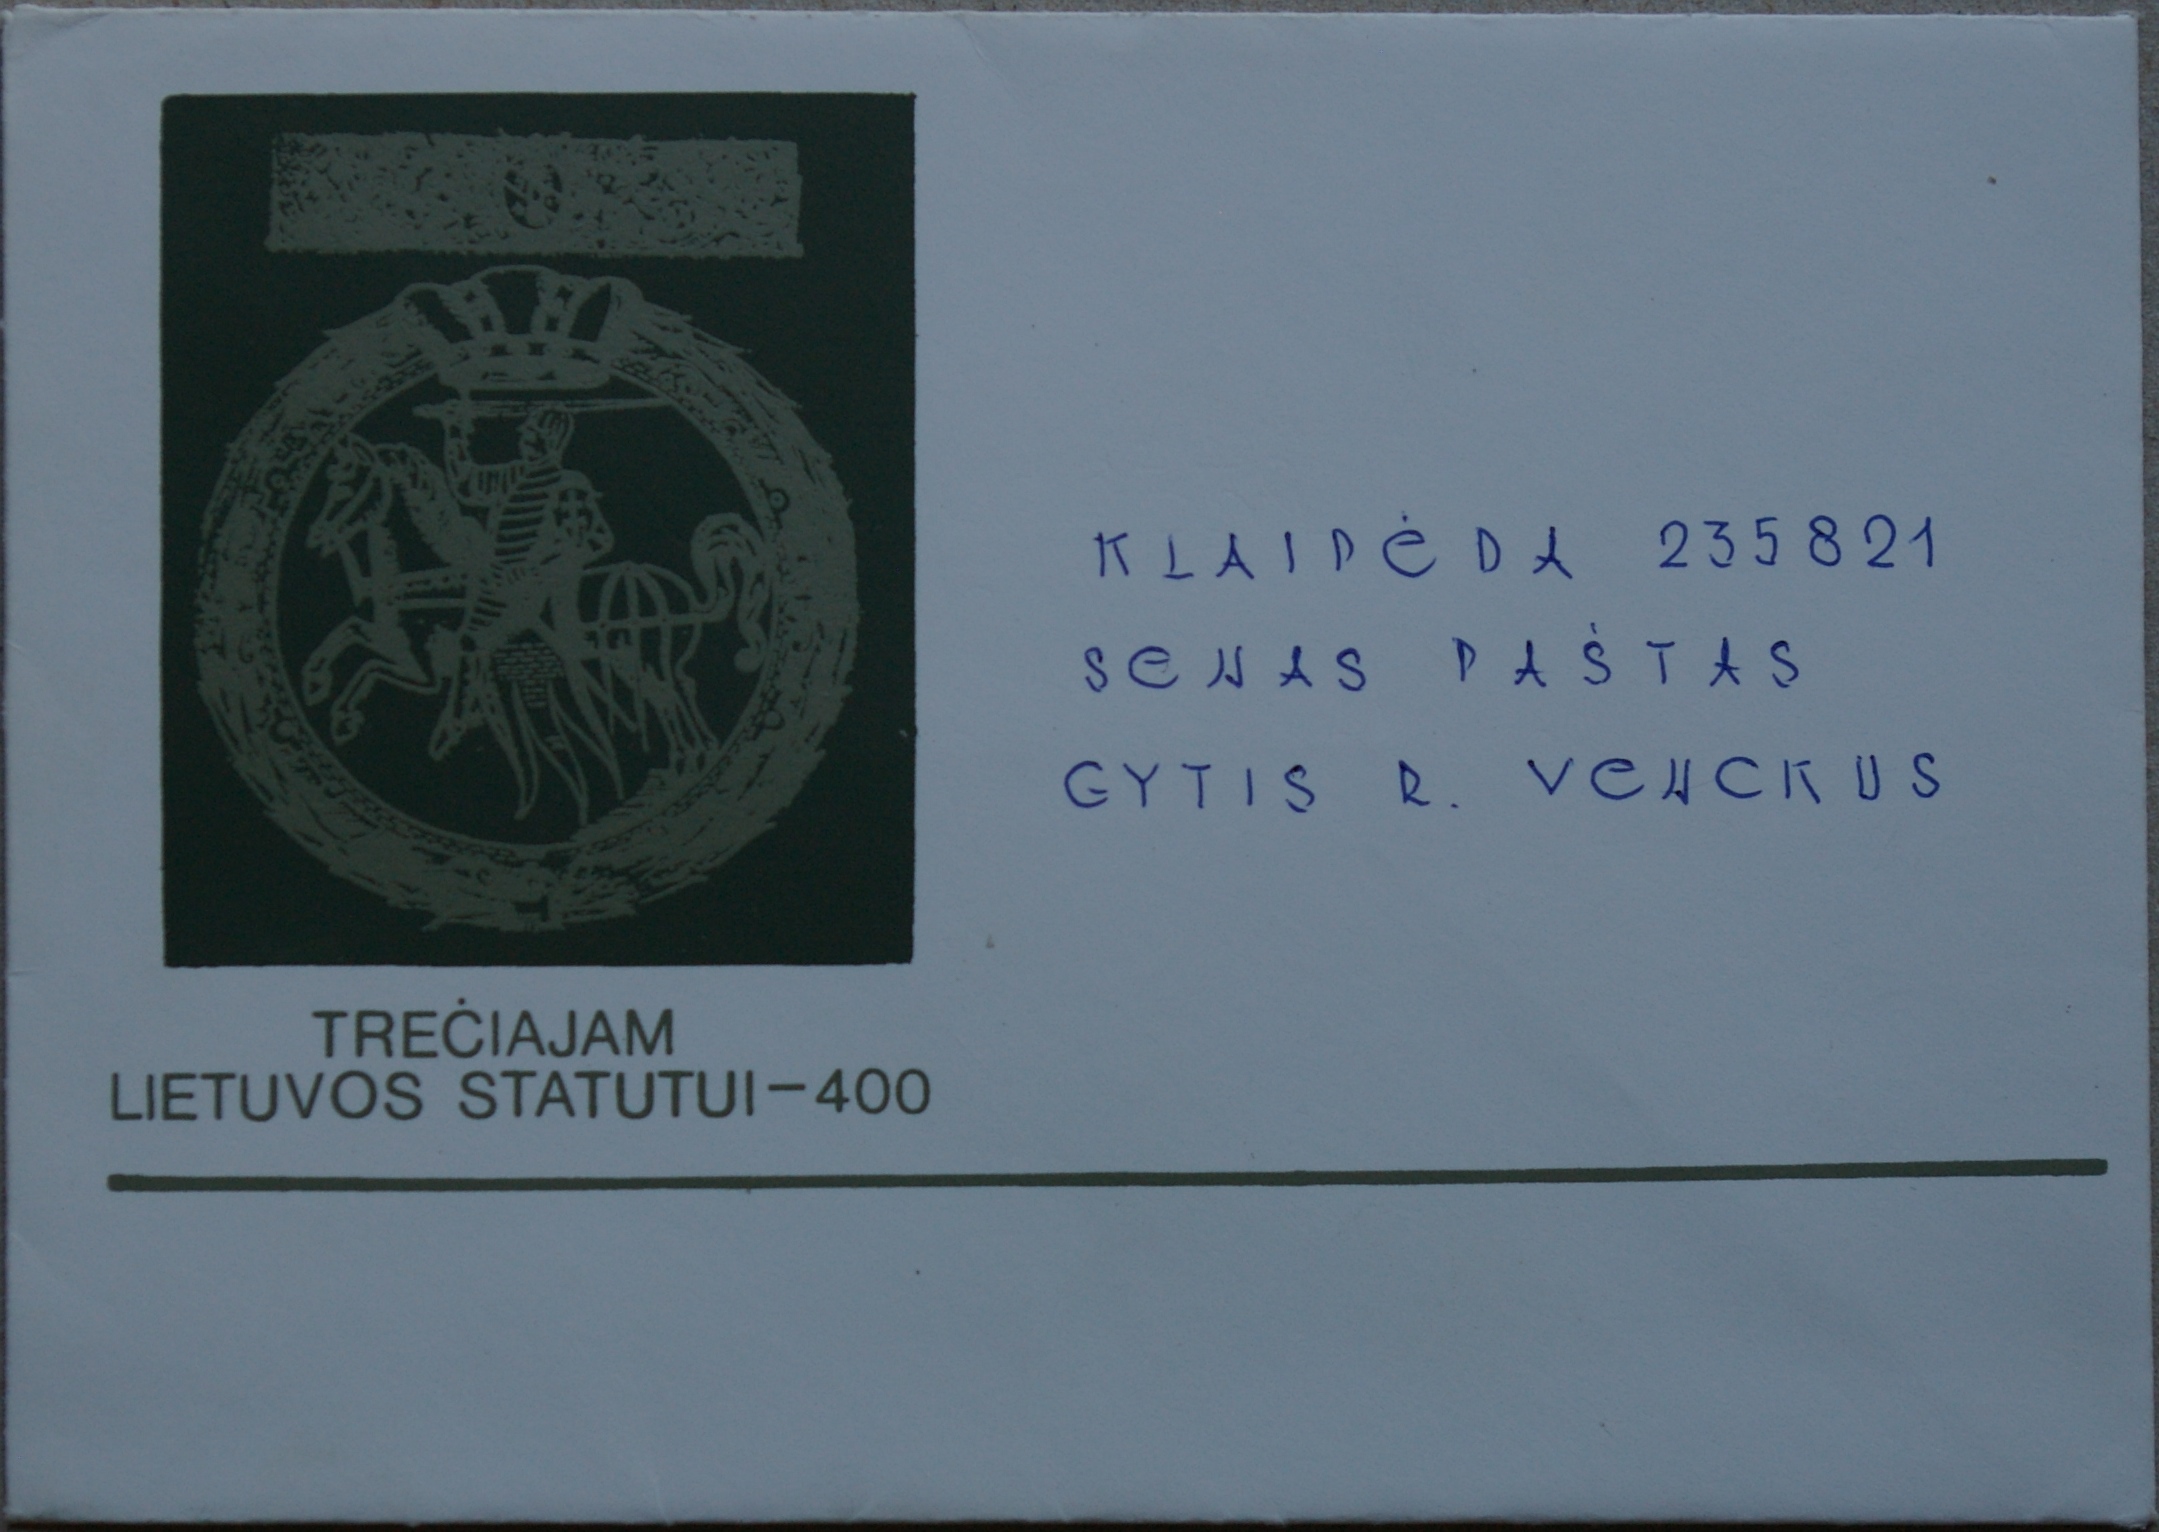 TREČIAJAM
LIETUVOS STATUTUI-400
KLAIPĖDA 235821
SENAS PAŠTAS
GYTIS R. VENCKUS